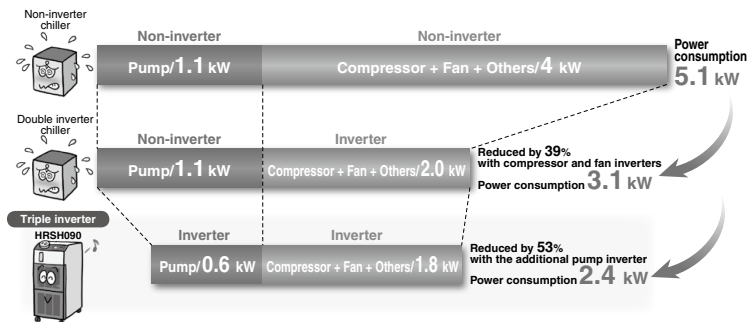 Non-inverter
chiller
Non-inverter
Non-inverter
Pump/1.1 kW
Compressor + Fan + Others/4 kW
Power
consumption
5.1 kW
Double inverter
chiller
Non-inverter
Inverter
Pump/1.1 kW
Compressor + Fan + Others/2.0 kW
Reduced by 39%
with compressor and fan inverters
Power consumption 3.1 kW
Triple inverter
HRSH090
Inverter
Inverter
Pump/0.6 kW
Compressor + Fan + Others/1.8 kW
Reduced by 53%
with the additional pump inverter
Power consumption 2.4 kW